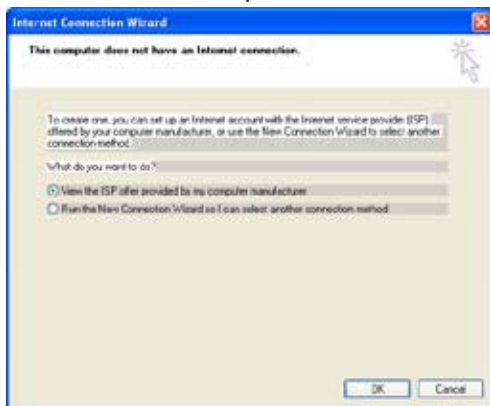 Internet Connection Wizard
This computer does not have an Internet connection.
To create one, you can set up an Internet account with the Internet service provider (ISP)
offered by your computer manufacturer, or use the New Connection Wizard to select another
connection method.
What do you want to do?
View the ISP offer provided by my computer manufacturer
Run the New Connection Wizard so I can select another connection method
OK
Cancel